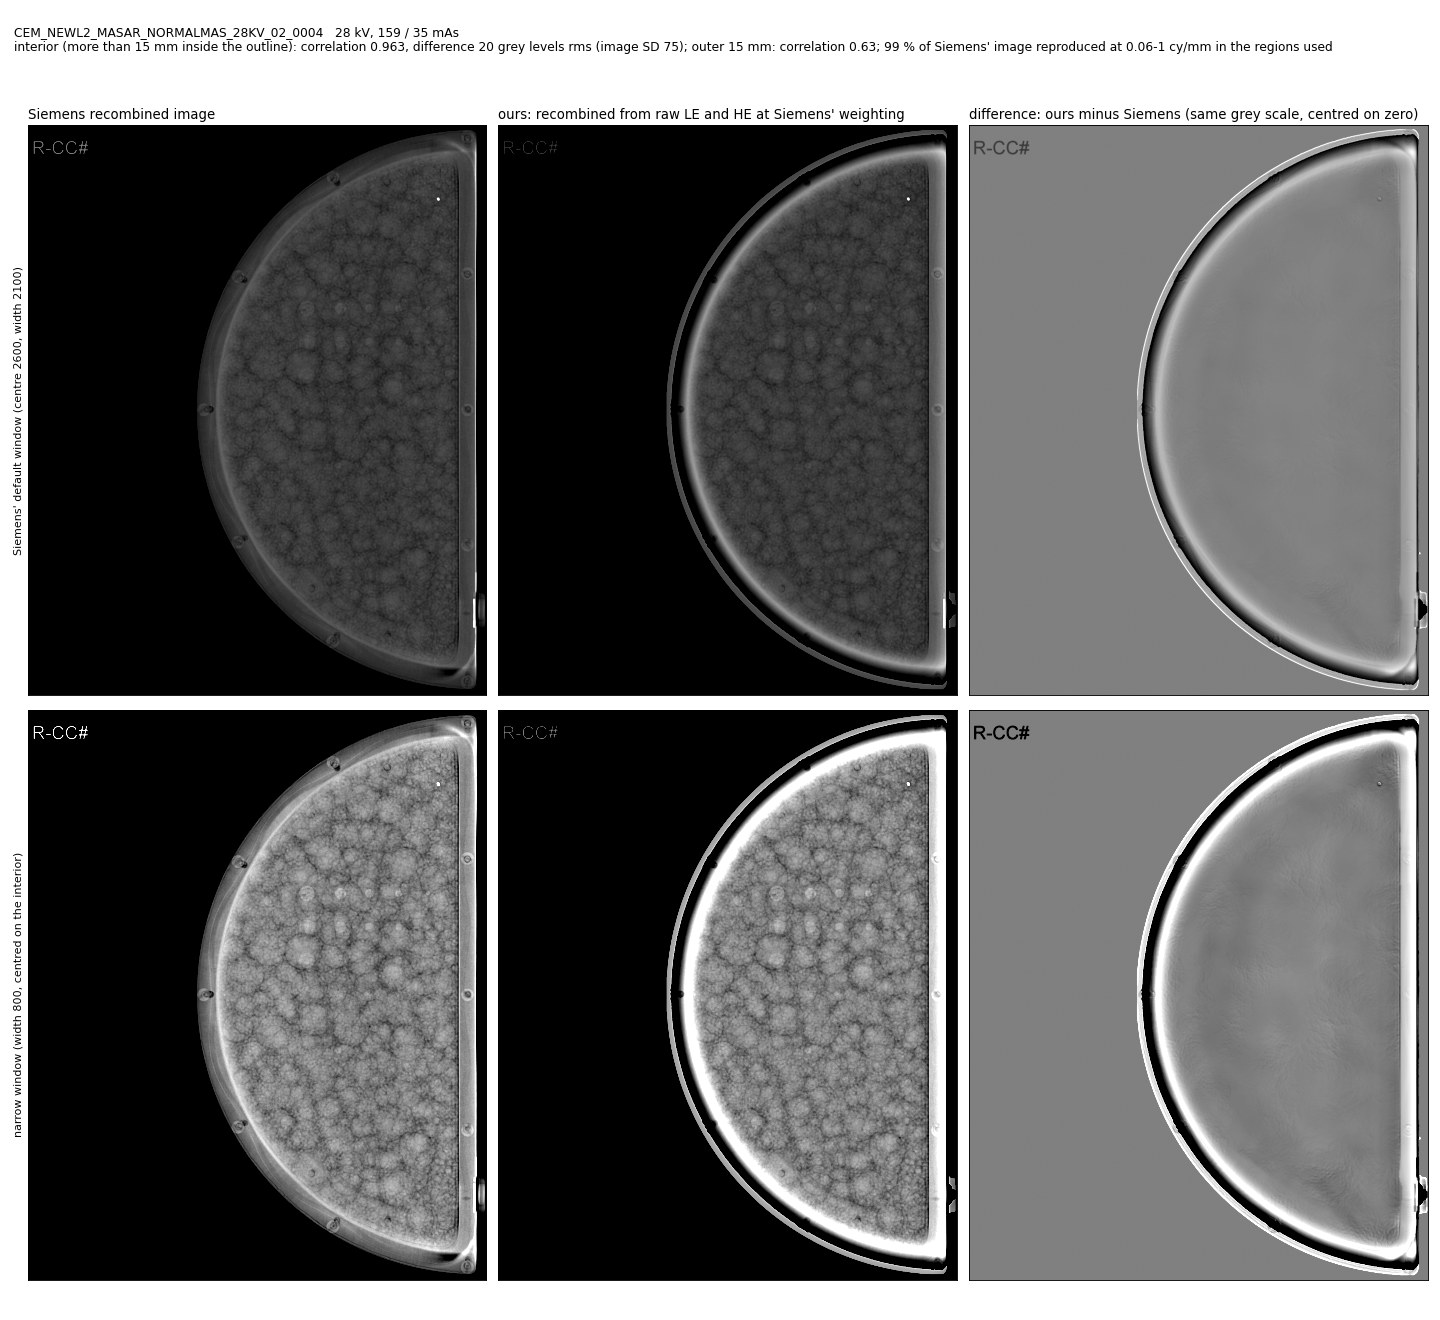 CEM_NEWL2_MASAR_NORMALMAS_28KV_02_0004   28 kV, 159 / 35 mAs
interior (more than 15 mm inside the outline): correlation 0.963, difference 20 grey levels rms (image SD 75); outer 15 mm: correlation 0.63; 99 % of Siemens' image reproduced at 0.06-1 cy/mm in the regions used
Siemens recombined image
ours: recombined from raw LE and HE at Siemens' weighting
difference: ours minus Siemens (same grey scale, centred on zero)
Siemens' default window (centre 2600, width 2100)
R-CC#
R-CC#
R-CC#
narrow window (width 800, centred on the interior)
R-CC#
R-CC#
R-CC#